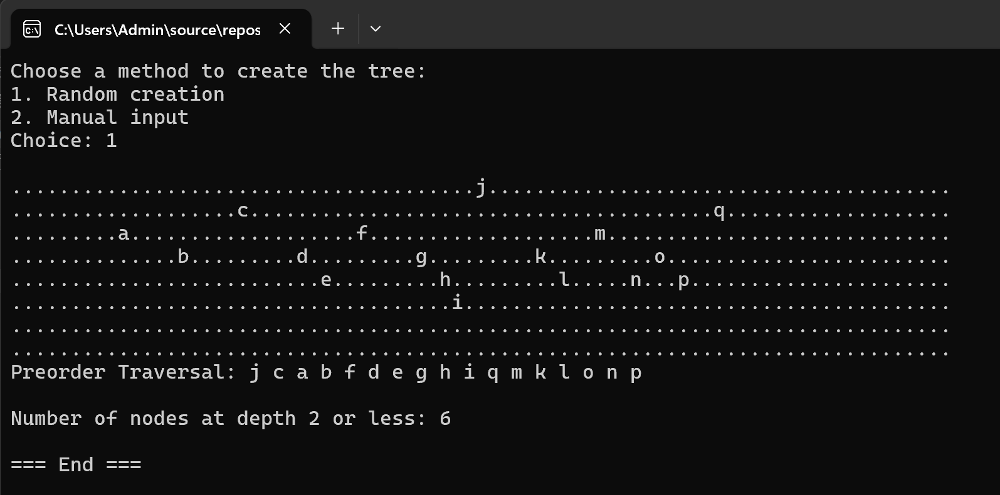 C:\Users\Admin\source\repos
Choose a method to create the tree:
1. Random creation
2. Manual input
Choice: 1
.......................................j.......................................
...................c.......................................q...................
.........a...................f...................m.............................
..............b.........d.........g.........k.........o........................
..........................e.........h.........l.....n...p......................
.....................................i.........................................
...............................................................................
...............................................................................
Preorder Traversal: j c a b f d e g h i q m k l o n p
Number of nodes at depth 2 or less: 6
=== End ===